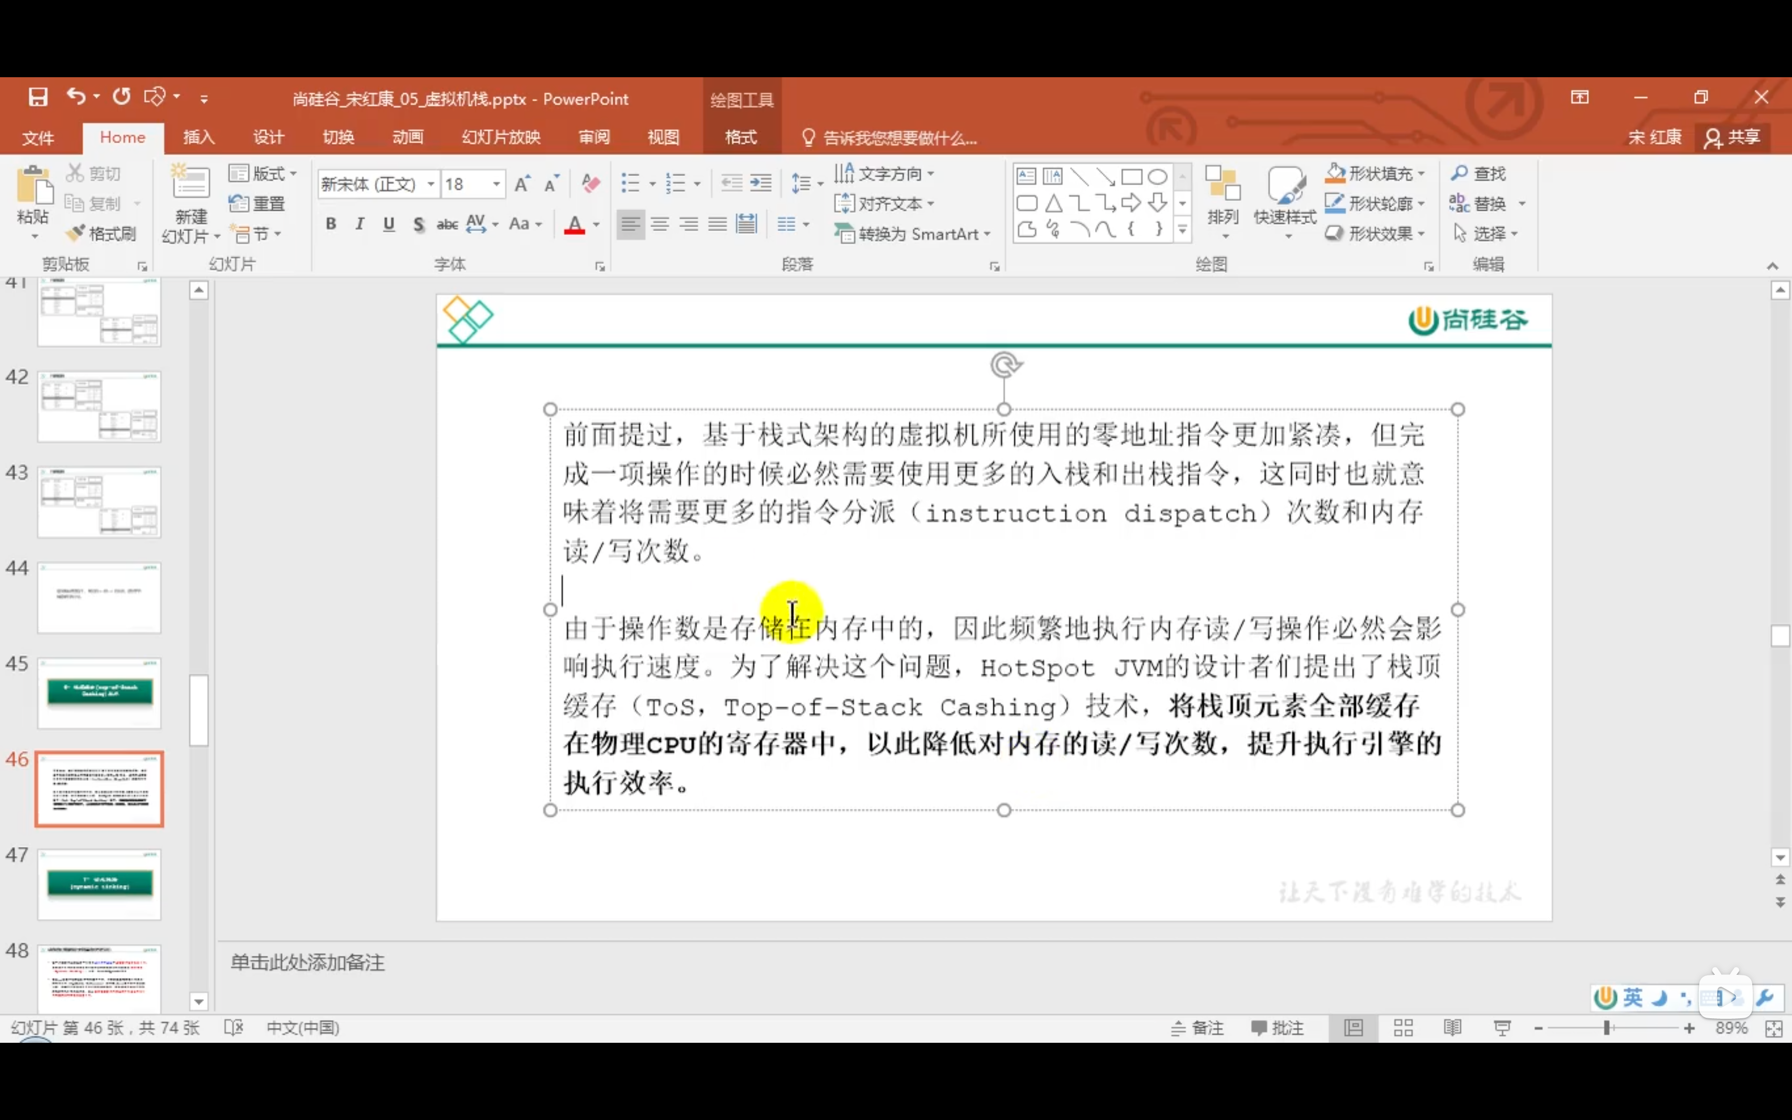 尚硅谷_宋红康_05_虚拟机栈.pptx - PowerPoint
绘图工具
文件
Home
插入
设计
切换
动画
幻灯片放映
审阅
视图
格式
告诉我您想要做什么...
宋 红康
共享
粘贴
剪切
复制
格式刷
剪贴板
新建
幻灯片
版式
重置
节
幻灯片
新宋体 (正文)
18
B I U S abc AV Aa A
字体
文字方向
对齐文本
转换为 SmartArt
段落
排列
快速样式
形状填充
形状轮廓
形状效果
绘图
查找
替换
选择
编辑
41
42
43
44
45
46
47
48
尚硅谷
前面提过，基于栈式架构的虚拟机所使用的零地址指令更加紧凑，但完
成一项操作的时候必然需要使用更多的入栈和出栈指令，这同时也就意
味着将需要更多的指令分派（instruction dispatch）次数和内存
读/写次数。
由于操作数是存储在内存中的，因此频繁地执行内存读/写操作必然会影
响执行速度。为了解决这个问题，HotSpot JVM的设计者们提出了栈顶
缓存（ToS，Top-of-Stack Cashing）技术，将栈顶元素全部缓存
在物理CPU的寄存器中，以此降低对内存的读/写次数，提升执行引擎的
执行效率。
让天下没有难学的技术
单击此处添加备注
英
幻灯片 第 46 张，共 74 张
中文(中国)
备注
批注
89%